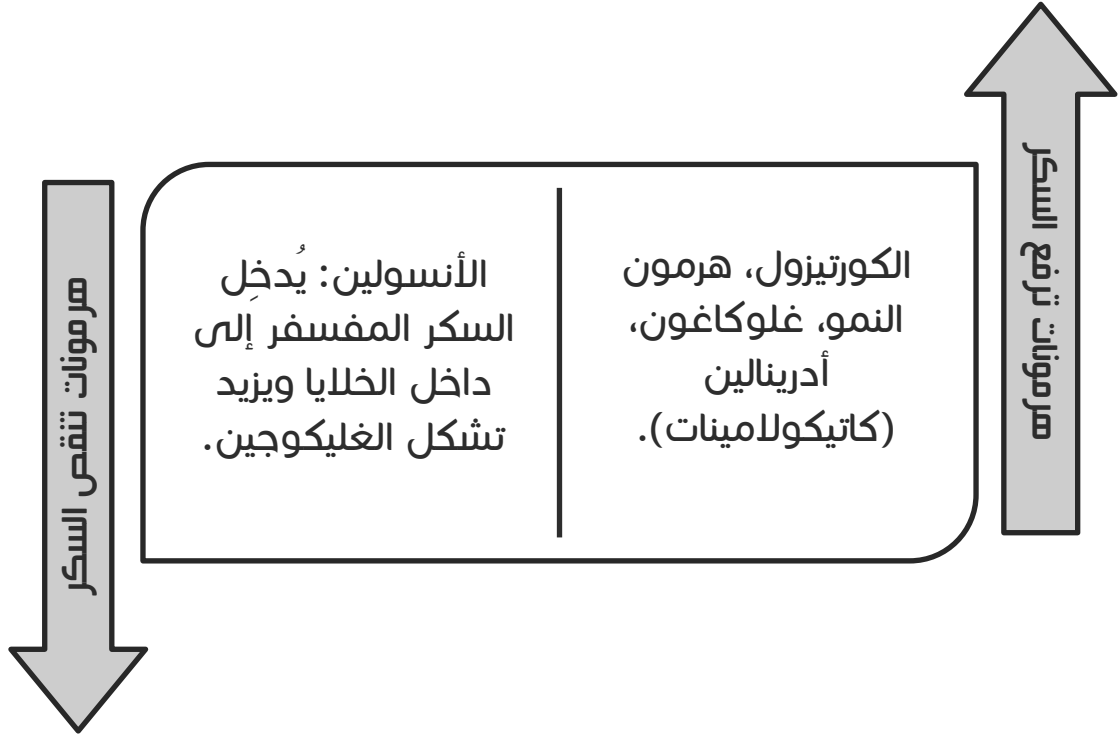 هرمونات ترفع السكر
الكورتيزول، هرمون
النمو، غلوكاغون،
أدرينالين
(كاتيكولامينات).
الأنسولين: يُدخِل
السكر المفسفر إلى
داخل الخلايا ويزيد
تشكل الغليكوجين.
هرمونات تنقص السكر